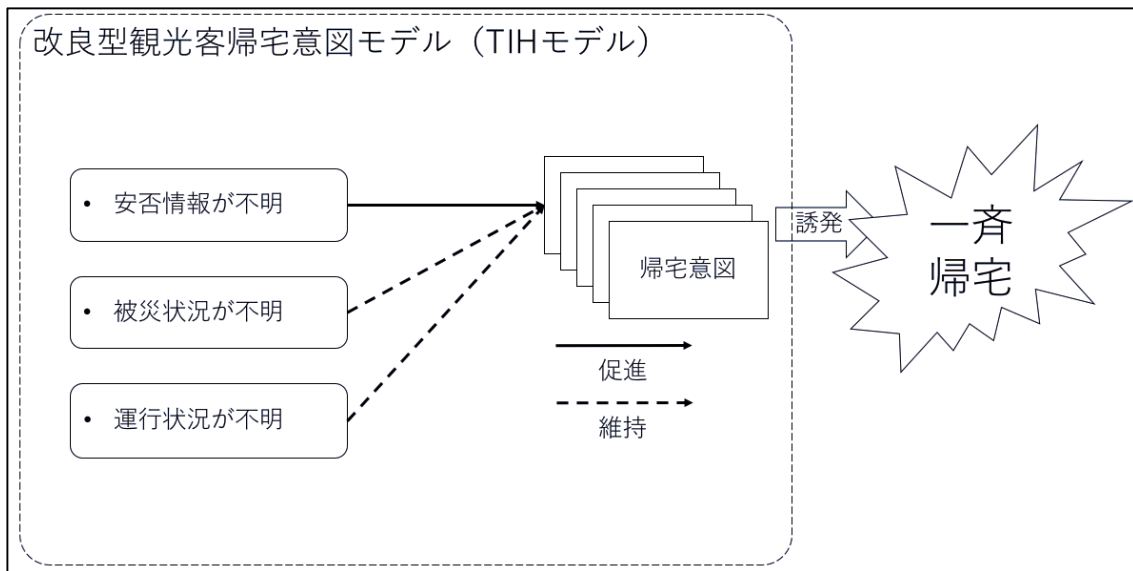 改良型観光客帰宅意図モデル（TIHモデル）
• 安否情報が不明
• 被災状況が不明
• 運行状況が不明
帰宅意図
促進
維持
誘発
一斉
帰宅